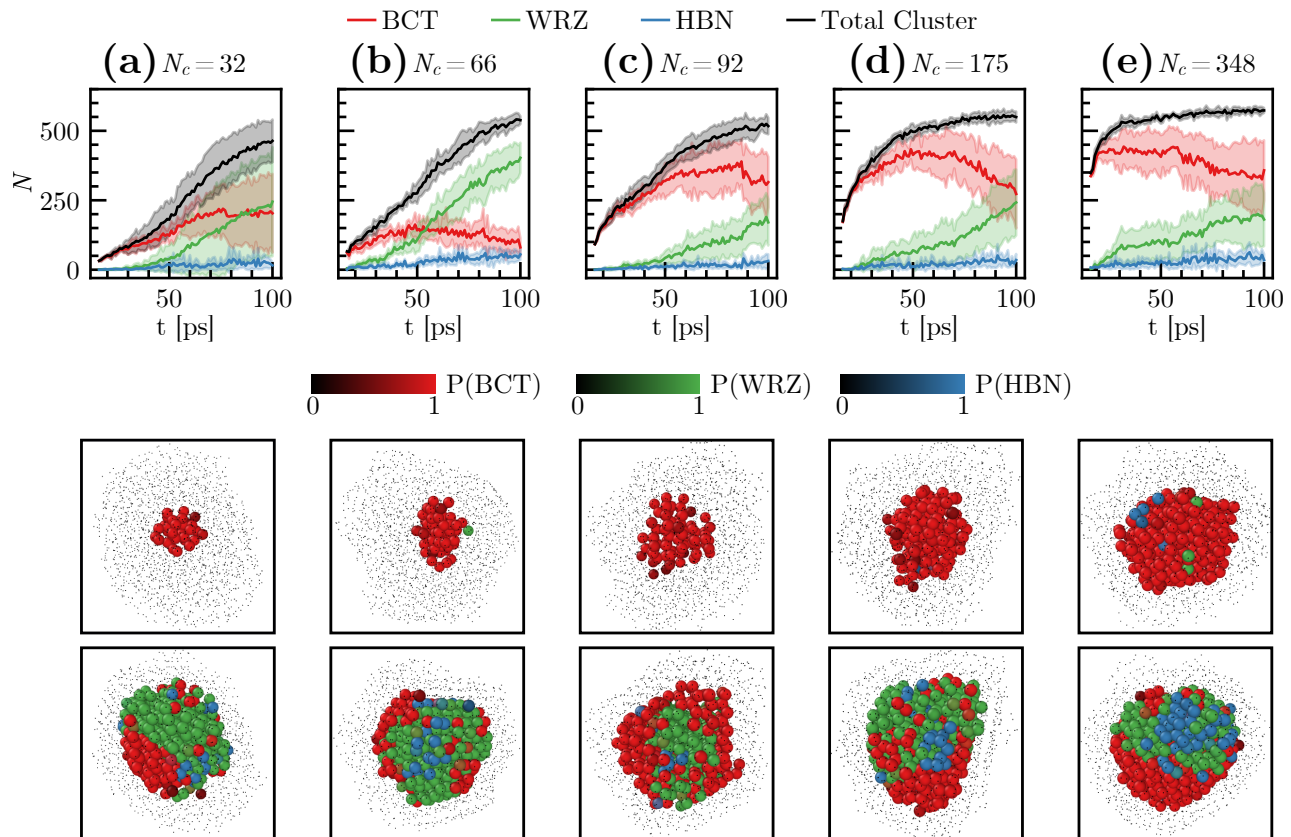 BCT WRZ HBN Total Cluster
(a) N_c = 32 (b) N_c = 66 (c) N_c = 92 (d) N_c = 175 (e) N_c = 348
500
250
0
N
50 100 50 100 50 100 50 100 50 100
t [ps] t [ps] t [ps] t [ps] t [ps]
P(BCT) P(WRZ) P(HBN)
0 1 0 1 0 1